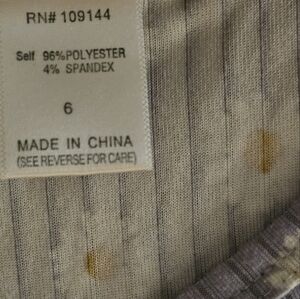 RN# 109144
Self 96%POLYESTER
4% SPANDEX
6
MADE IN CHINA
(SEE REVERSE FOR CARE)